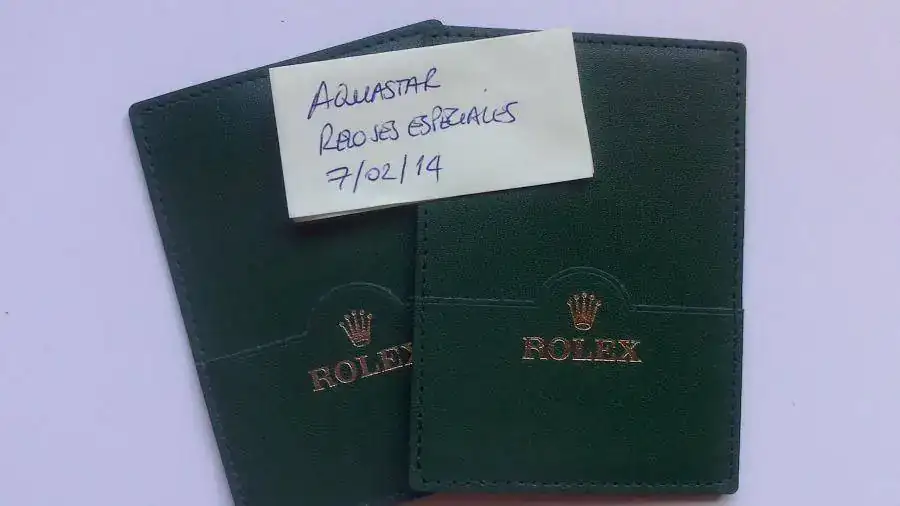 AQUASTAR
RELOJES ESPECIALES
7/02/14
ROLEX
ROLEX